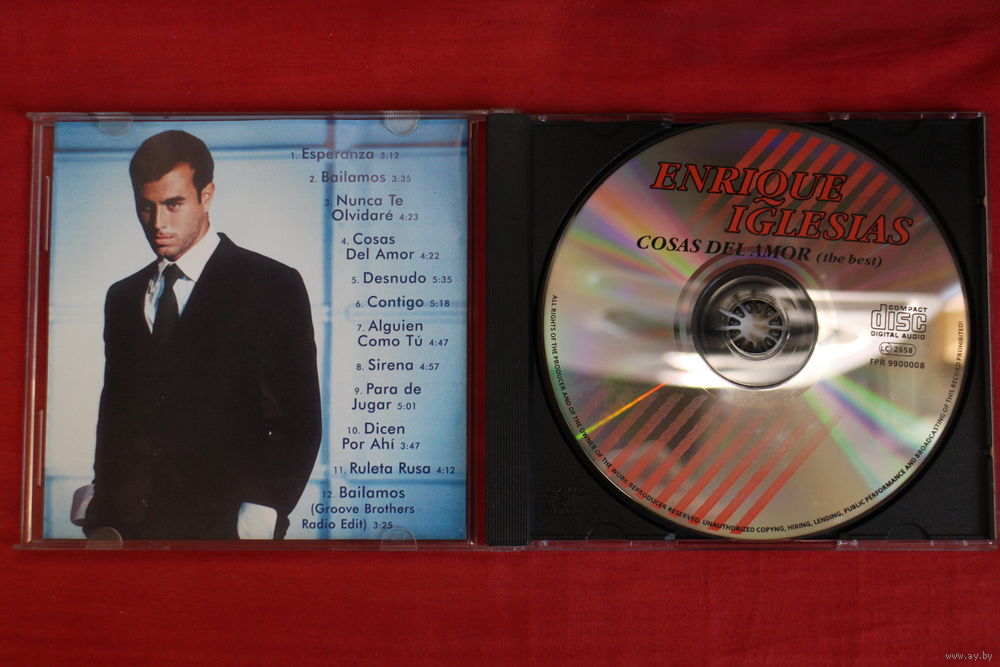 1. Esperanza 3:12
2. Bailamos 3:35
3. Nunca Te
Olvidaré 4:23
4. Cosas
Del Amor 4:22
5. Desnudo 5:35
6. Contigo 5:18
7. Alguien
Como Tú 4:47
8. Sirena 4:57
9. Para de
Jugar 5:01
10. Dicen
Por Ahí 3:47
11. Ruleta Rusa 4:12
12. Bailamos
(Groove Brothers
Radio Edit) 3:25
ENRIQUE
IGLESIAS
COSAS DEL AMOR (the best)
COMPACT
disc
DIGITAL AUDIO
LC 2658
FPR 9900008
ALL RIGHTS OF THE PRODUCER AND OF THE OWNER OF THE WORK REPRODUCER RESERVED. UNAUTHORIZED COPYNG, HIRING, LENDING, PUBLIC PERFORMANCE AND BROADCASTING OF THIS RECORD PROHIBITED!
www.ay.by